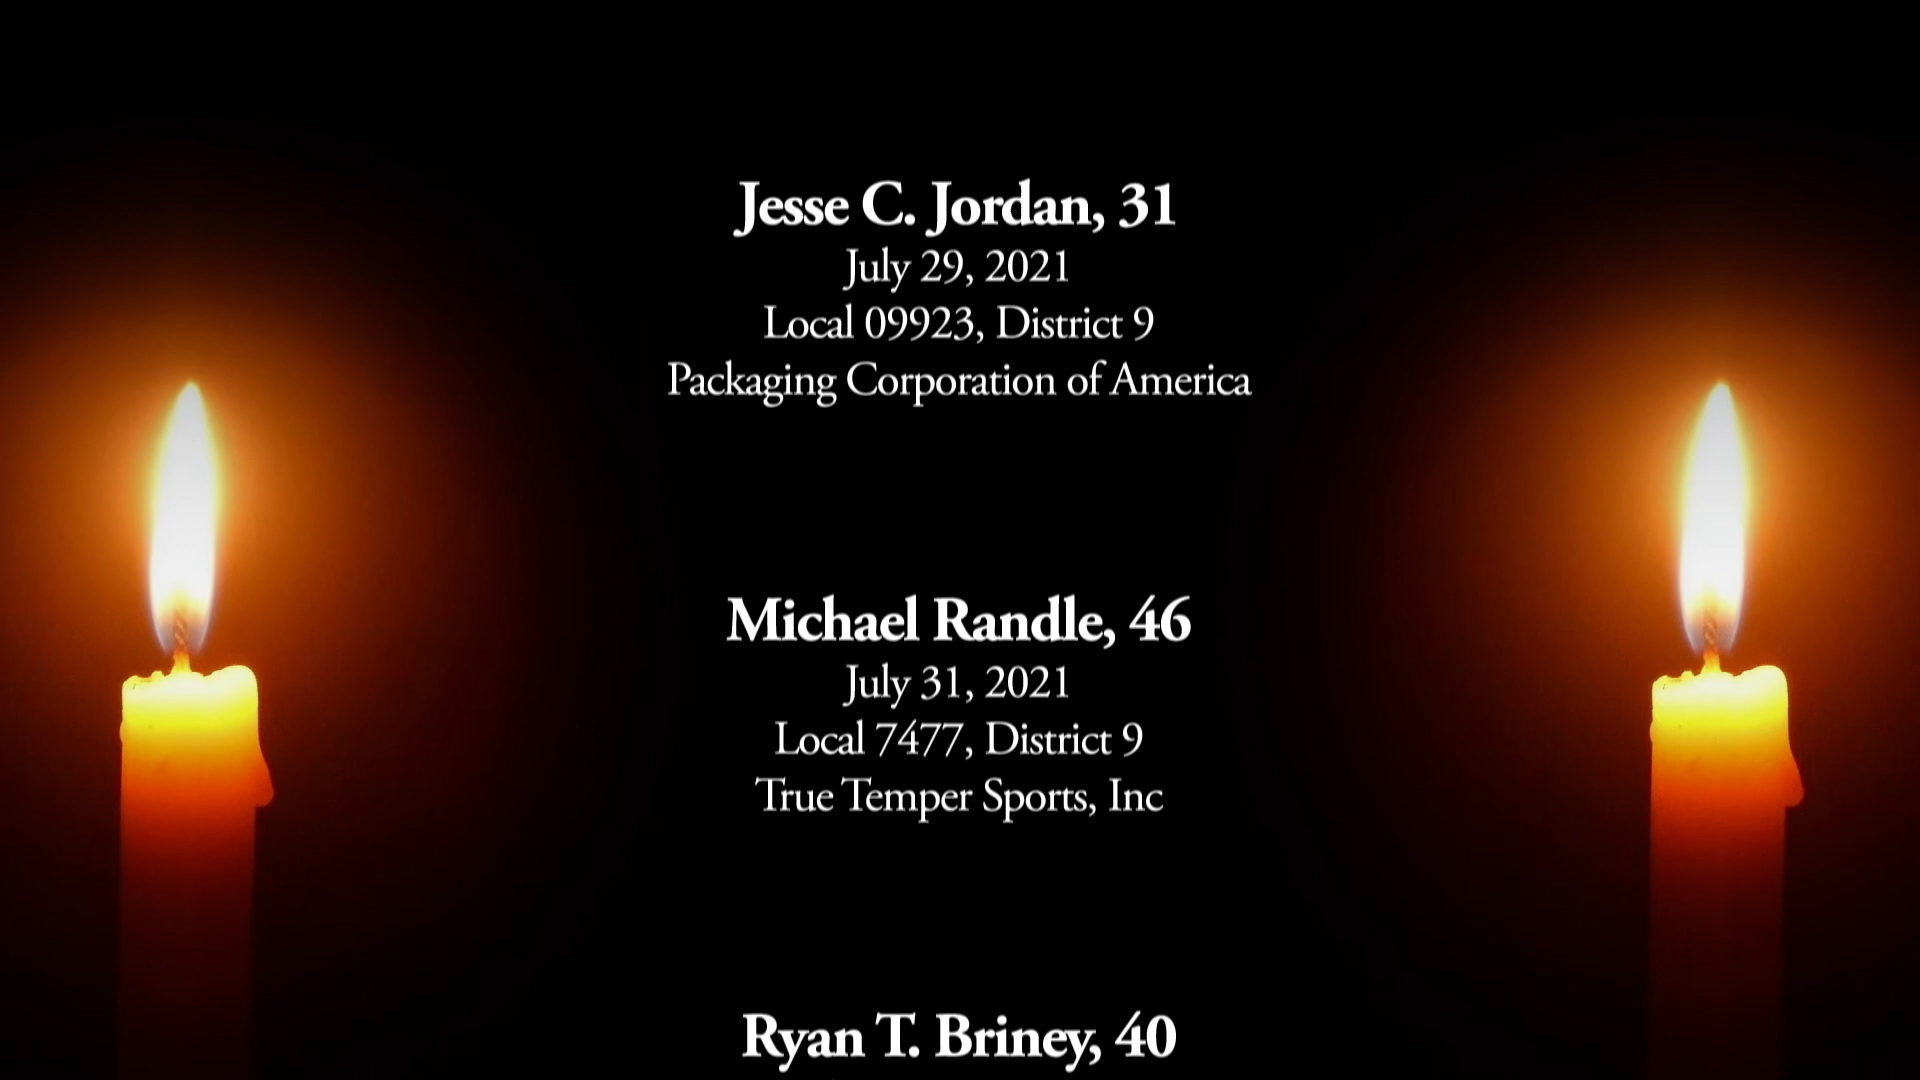 Jesse C. Jordan, 31
July 29, 2021
Local 09923, District 9
Packaging Corporation of America
Michael Randle, 46
July 31, 2021
Local 7477, District 9
True Temper Sports, Inc
Ryan T. Briney, 40